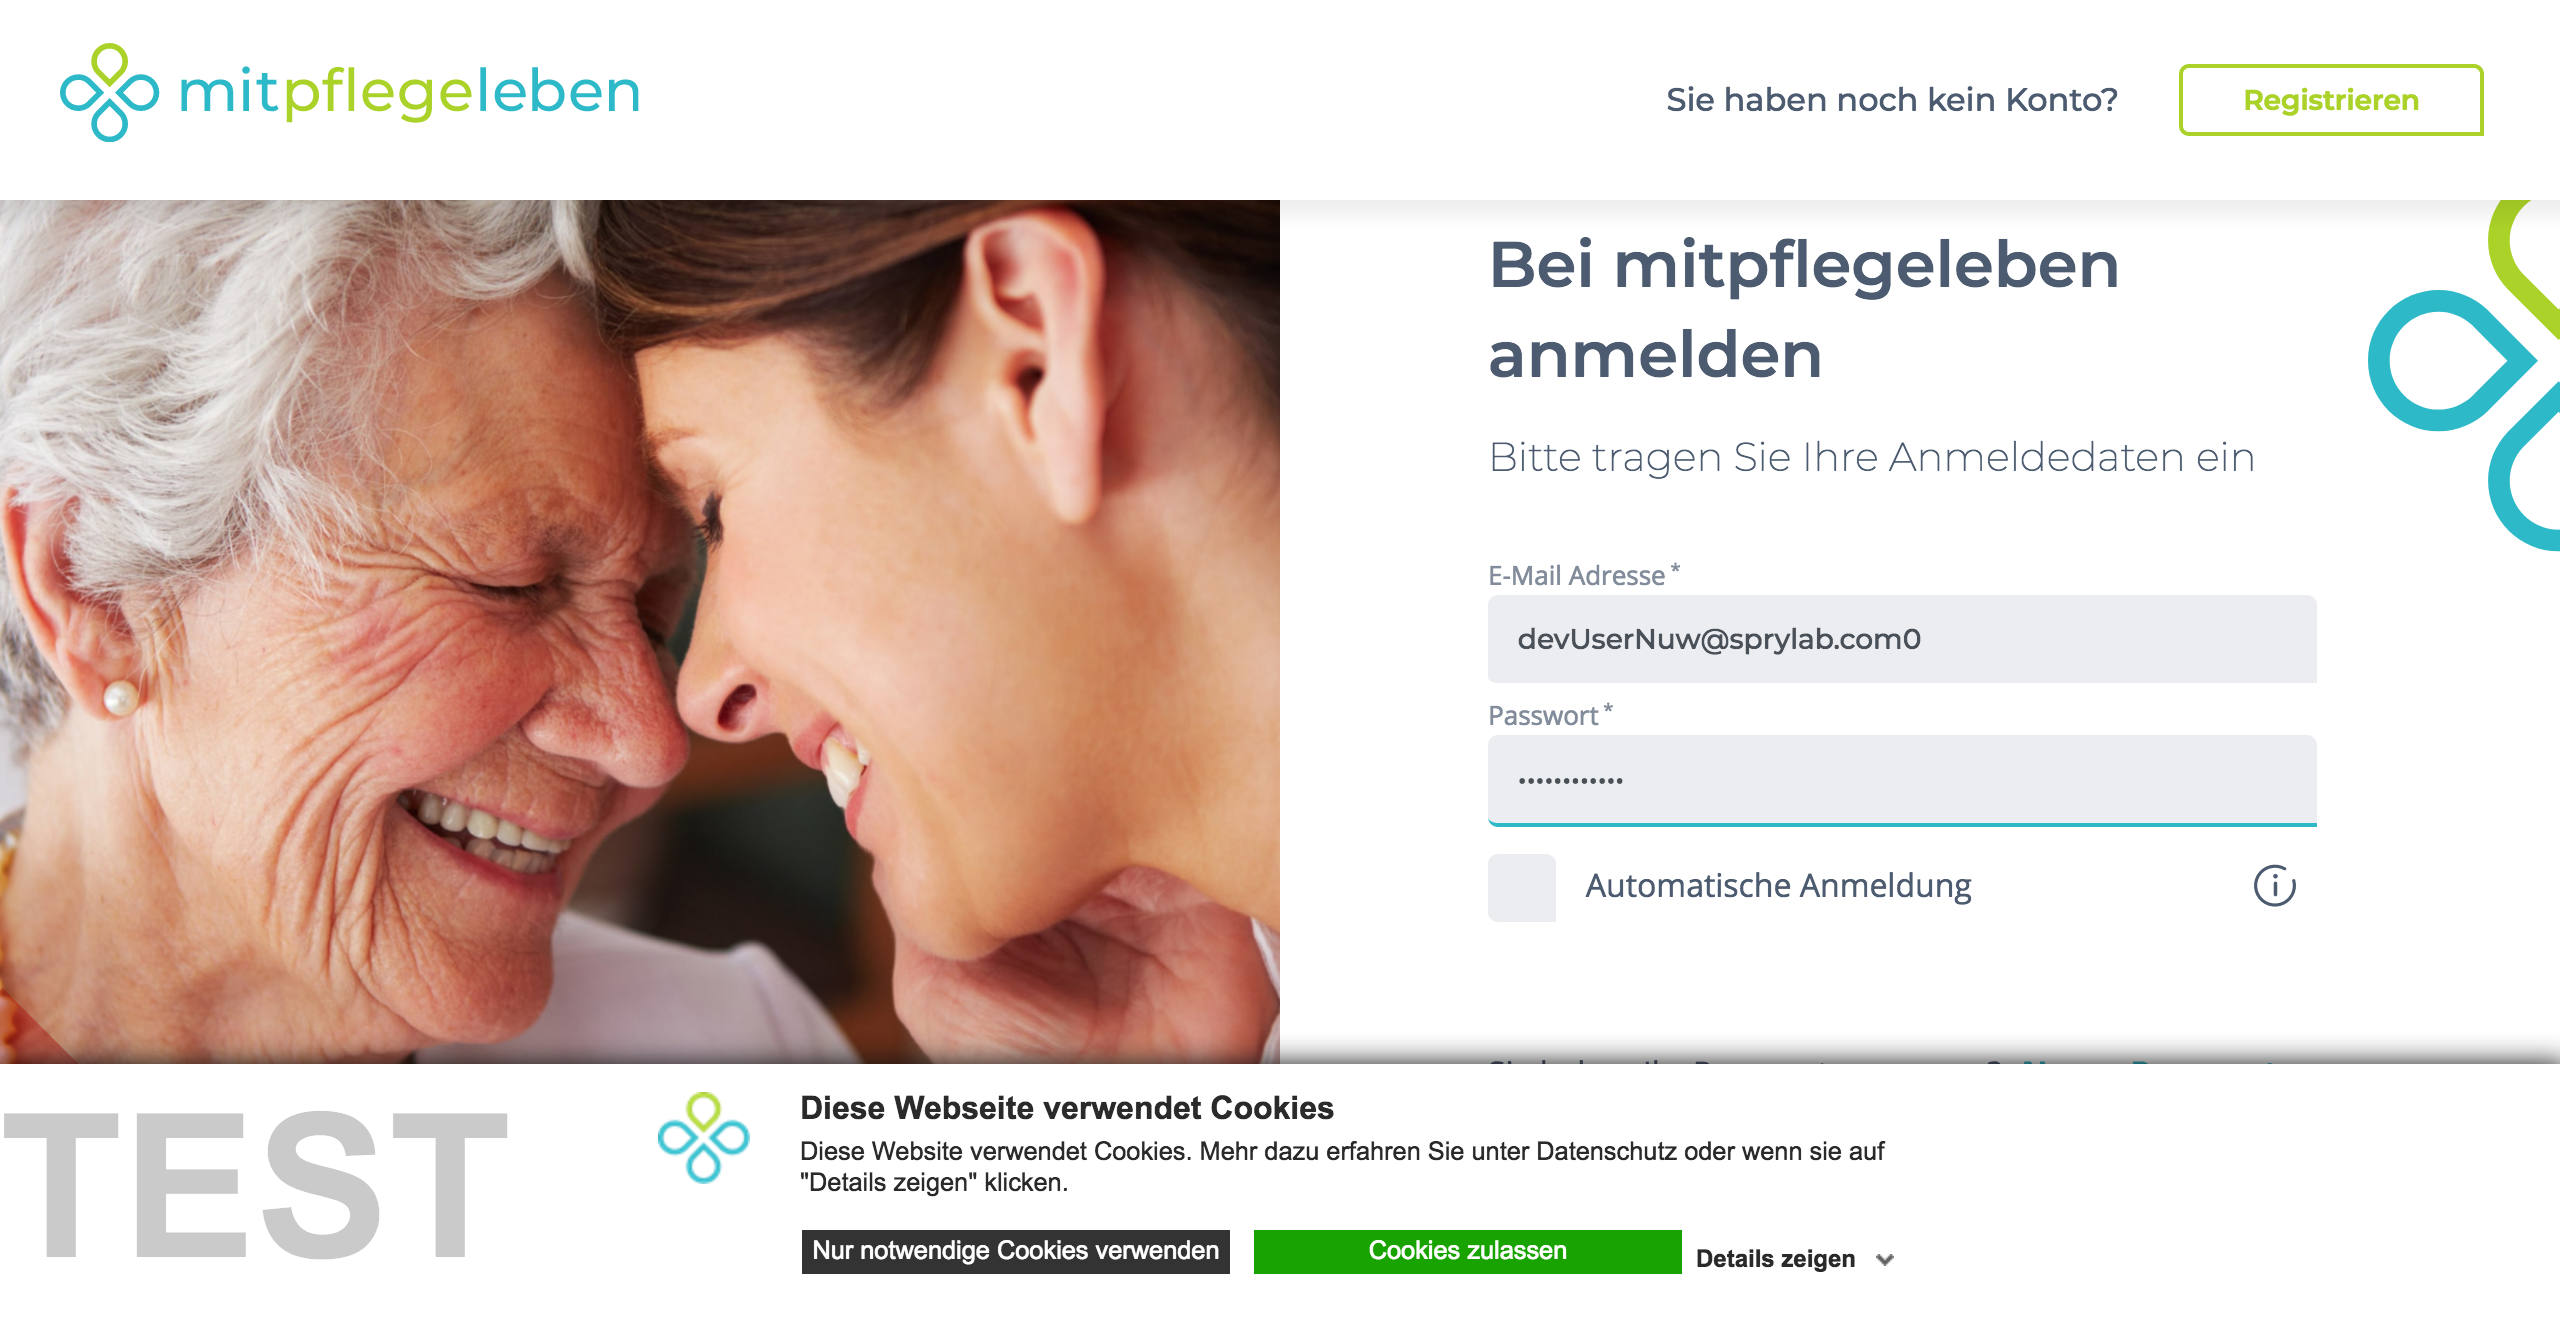 mitpflegeleben
Sie haben noch kein Konto?
Registrieren
Bei mitpflegeleben
anmelden
Bitte tragen Sie Ihre Anmeldedaten ein
E-Mail Adresse *
devUserNuw@sprylab.com0
Passwort *
••••••••••••
Automatische Anmeldung
TEST
Diese Webseite verwendet Cookies
Diese Website verwendet Cookies. Mehr dazu erfahren Sie unter Datenschutz oder wenn sie auf
"Details zeigen" klicken.
Nur notwendige Cookies verwenden
Cookies zulassen
Details zeigen